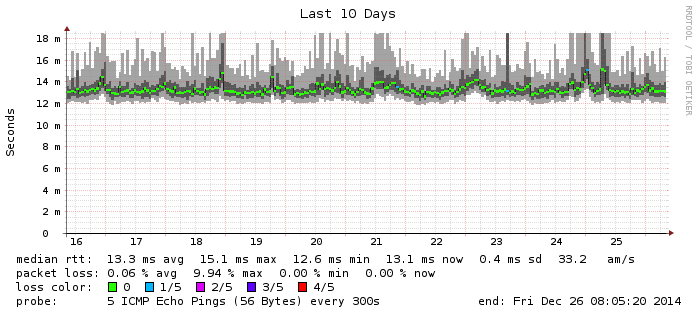 Last 10 Days
RRDTOOL / TOBI OETIKER
Seconds
18 m
16 m
14 m
12 m
10 m
8 m
6 m
4 m
2 m
0
16 17 18 19 20 21 22 23 24 25
median rtt: 13.3 ms avg 15.1 ms max 12.6 ms min 13.1 ms now 0.4 ms sd 33.2 am/s
packet loss: 0.06 % avg 9.94 % max 0.00 % min 0.00 % now
loss color: 0 1/5 2/5 3/5 4/5
probe: 5 ICMP Echo Pings (56 Bytes) every 300s end: Fri Dec 26 08:05:20 2014